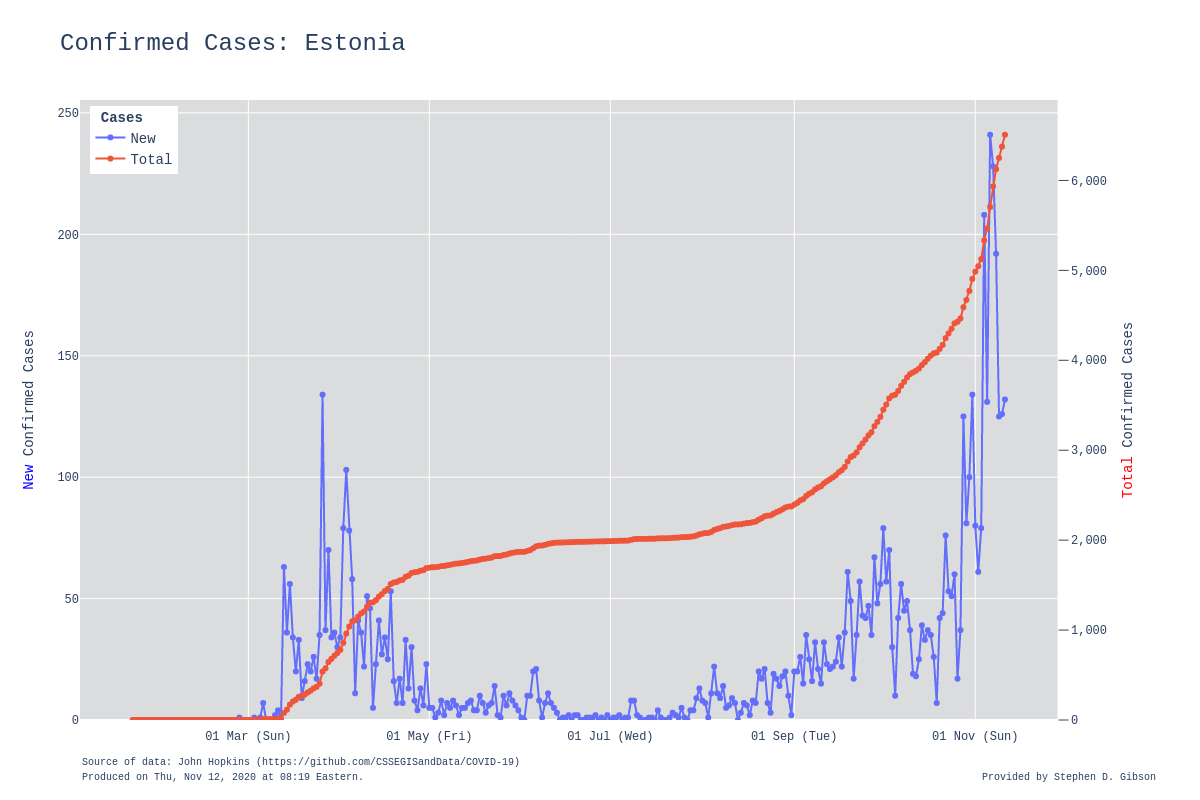 Confirmed Cases: Estonia
Cases
New
Total
250
200
150
100
50
0
6,000
5,000
4,000
3,000
2,000
1,000
0
New Confirmed Cases
Total Confirmed Cases
01 Mar (Sun)
01 May (Fri)
01 Jul (Wed)
01 Sep (Tue)
01 Nov (Sun)
Source of data: John Hopkins (https://github.com/CSSEGISandData/COVID-19)
Produced on Thu, Nov 12, 2020 at 08:19 Eastern.
Provided by Stephen D. Gibson